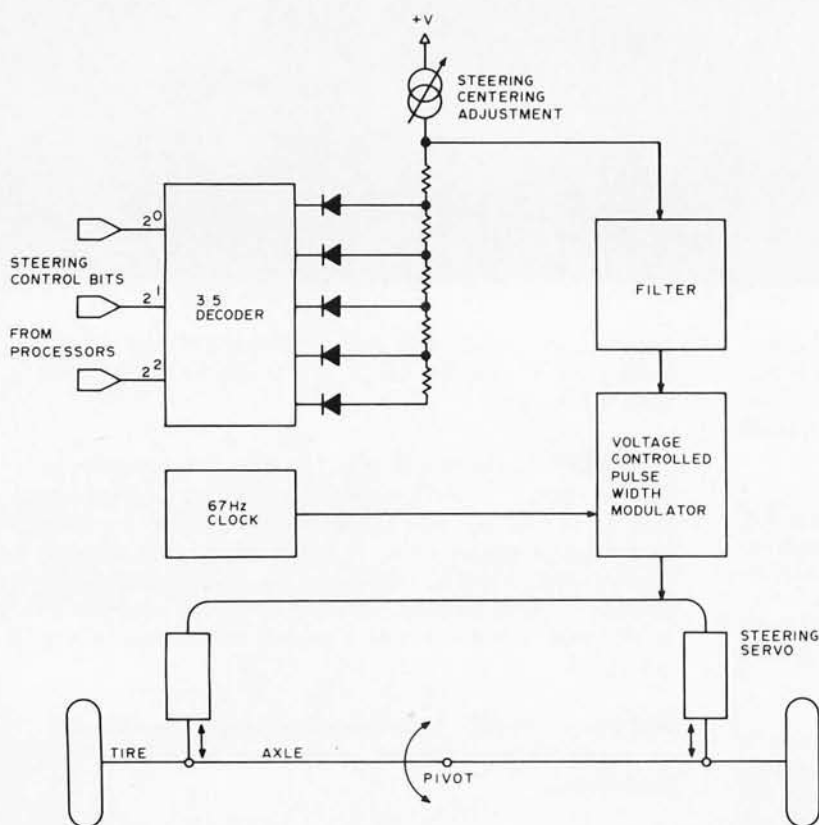 +V
STEERING
CENTERING
ADJUSTMENT
2⁰
STEERING
CONTROL BITS
2¹
FROM
PROCESSORS
2²
3 5
DECODER
FILTER
VOLTAGE
CONTROLLED
PULSE
WIDTH
MODULATOR
67Hz
CLOCK
STEERING
SERVO
TIRE
AXLE
PIVOT